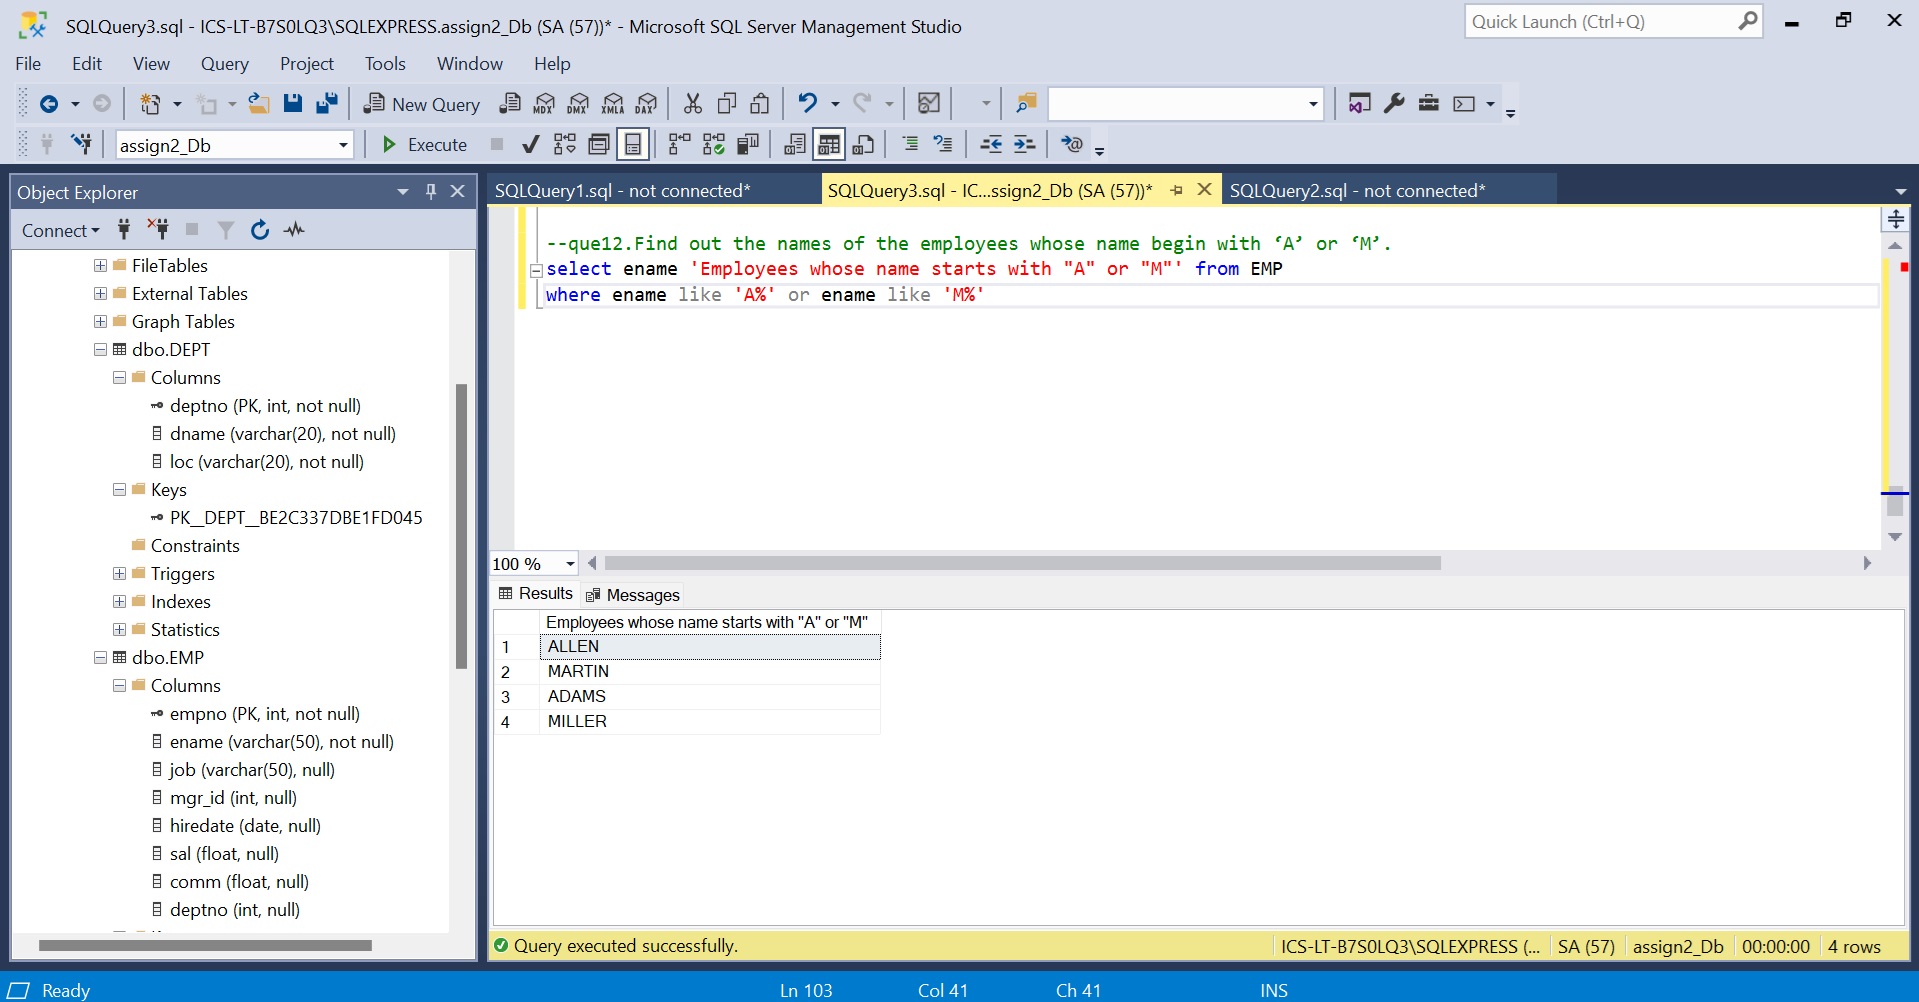 SQLQuery3.sql - ICS-LT-B7S0LQ3\SQLEXPRESS.assign2_Db (SA (57))* - Microsoft SQL Server Management Studio
Quick Launch (Ctrl+Q)
File Edit View Query Project Tools Window Help
New Query MDX DMX XMLA DAX
assign2_Db Execute
Object Explorer
SQLQuery1.sql - not connected* SQLQuery3.sql - IC...ssign2_Db (SA (57))* SQLQuery2.sql - not connected*
Connect
FileTables
External Tables
Graph Tables
dbo.DEPT
Columns
deptno (PK, int, not null)
dname (varchar(20), not null)
loc (varchar(20), not null)
Keys
PK__DEPT__BE2C337DBE1FD045
Constraints
Triggers
Indexes
Statistics
dbo.EMP
Columns
empno (PK, int, not null)
ename (varchar(50), not null)
job (varchar(50), null)
mgr_id (int, null)
hiredate (date, null)
sal (float, null)
comm (float, null)
deptno (int, null)
--que12.Find out the names of the employees whose name begin with ‘A’ or ‘M’.
select ename 'Employees whose name starts with "A" or "M"' from EMP
where ename like 'A%' or ename like 'M%'
100 %
Results Messages
Employees whose name starts with "A" or "M"
1 ALLEN
2 MARTIN
3 ADAMS
4 MILLER
Query executed successfully. ICS-LT-B7S0LQ3\SQLEXPRESS (... SA (57) assign2_Db 00:00:00 4 rows
Ready Ln 103 Col 41 Ch 41 INS